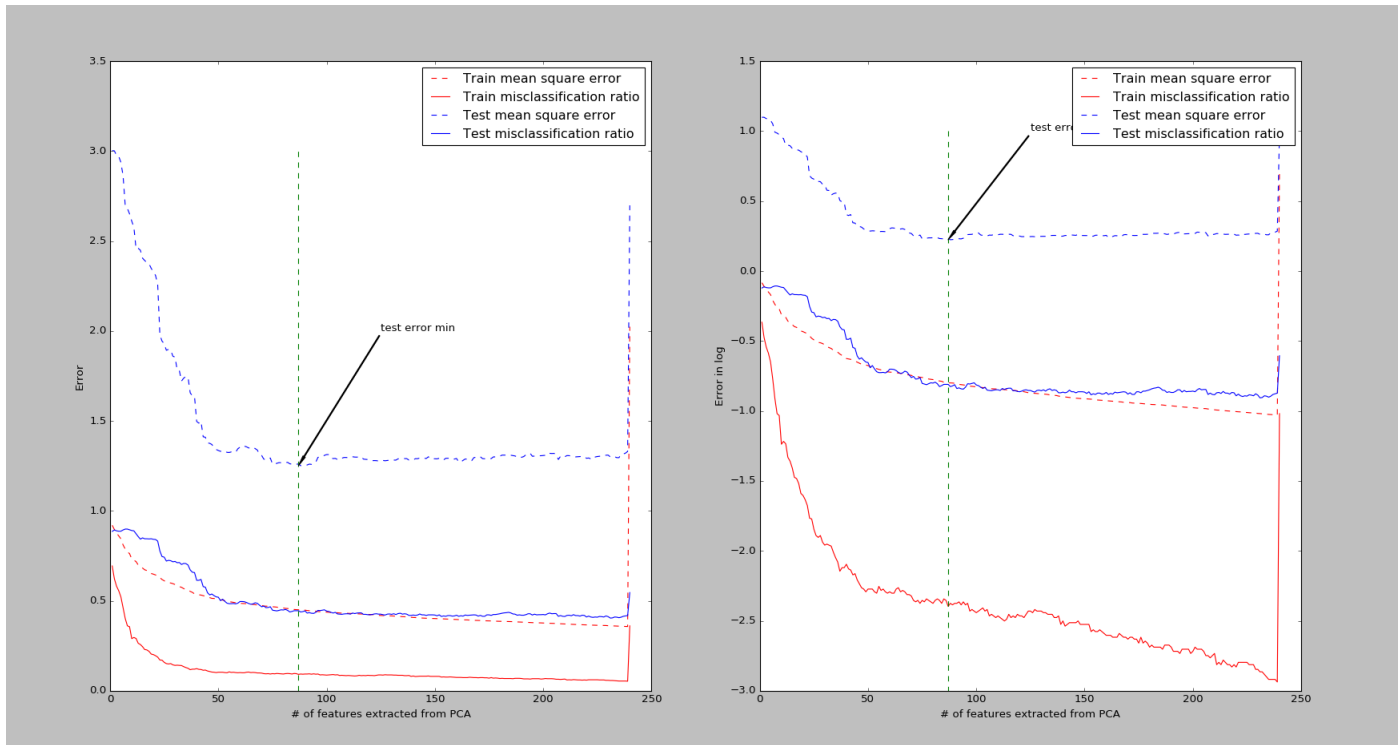 3.5
3.0
2.5
2.0
1.5
1.0
0.5
0.0
Error
Train mean square error
Train misclassification ratio
Test mean square error
Test misclassification ratio
test error min
0
50
100
150
200
250
# of features extracted from PCA
1.5
1.0
0.5
0.0
−0.5
−1.0
−1.5
−2.0
−2.5
−3.0
Error in log
Train mean square error
Train misclassification ratio
Test mean square error
Test misclassification ratio
test erro
0
50
100
150
200
250
# of features extracted from PCA